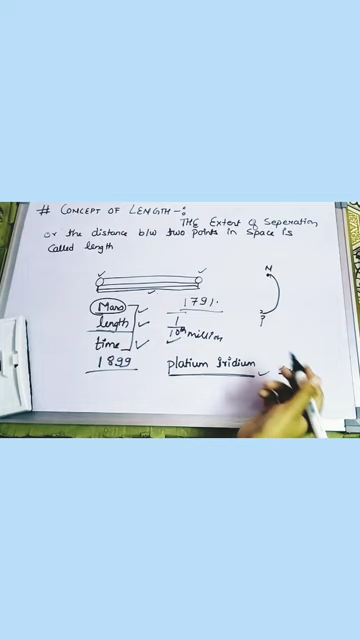 # CONCEPT OF LENGTH -:
THE Extent of Seperation
or the distance b/w two points in space is
called length
N
Mass
1791.
length
1
10th million
time
1899
platium iridium